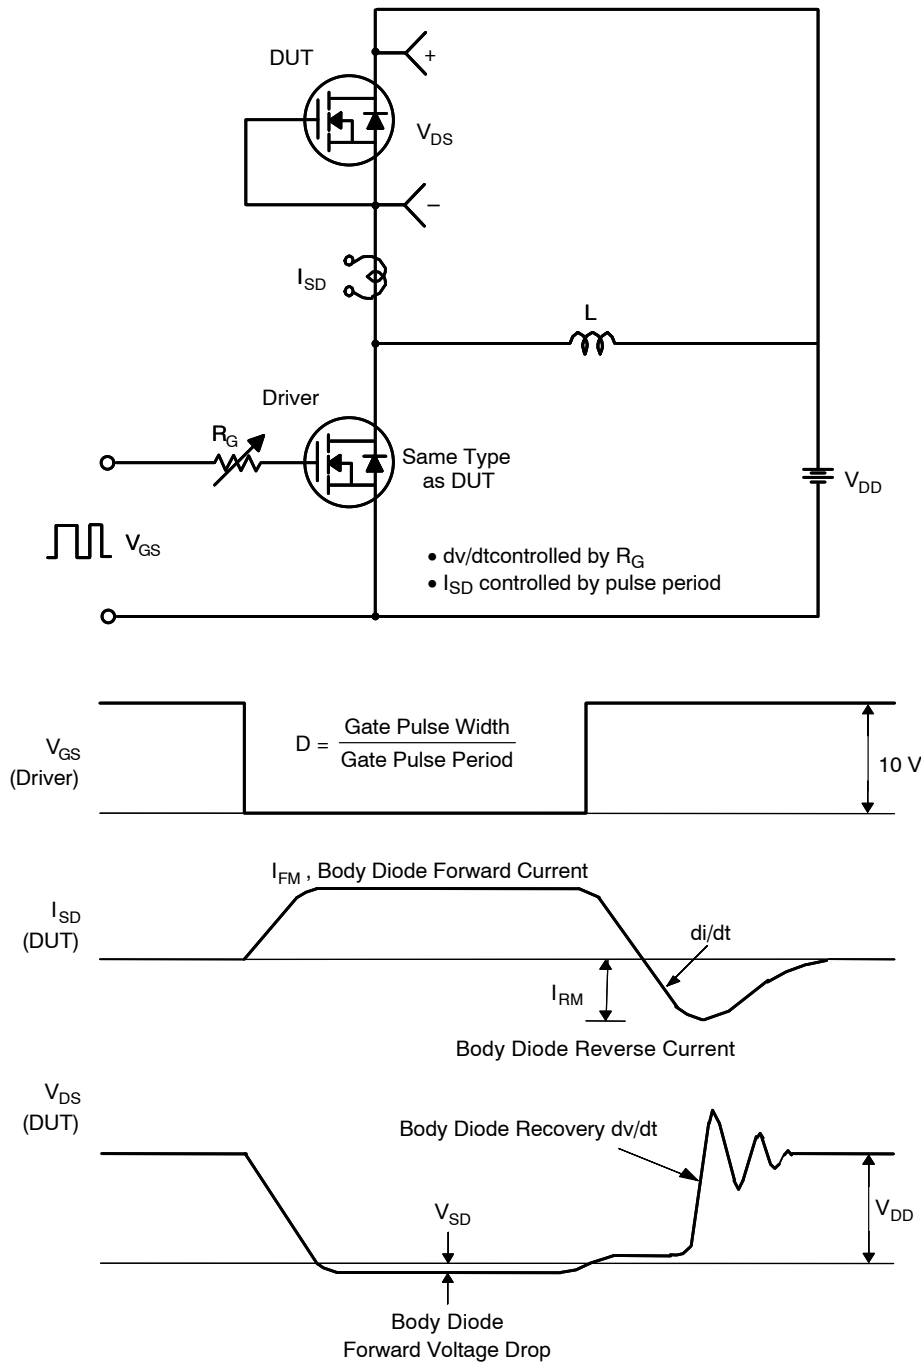 DUT
+
V_DS
−
I_SD
L
Driver
R_G
Same Type
as DUT
V_DD
V_GS
• dv/dtcontrolled by R_G
• I_SD controlled by pulse period
V_GS
(Driver)
D = Gate Pulse Width
Gate Pulse Period
10 V
I_FM , Body Diode Forward Current
I_SD
(DUT)
di/dt
I_RM
Body Diode Reverse Current
V_DS
(DUT)
Body Diode Recovery dv/dt
V_SD
V_DD
Body Diode
Forward Voltage Drop